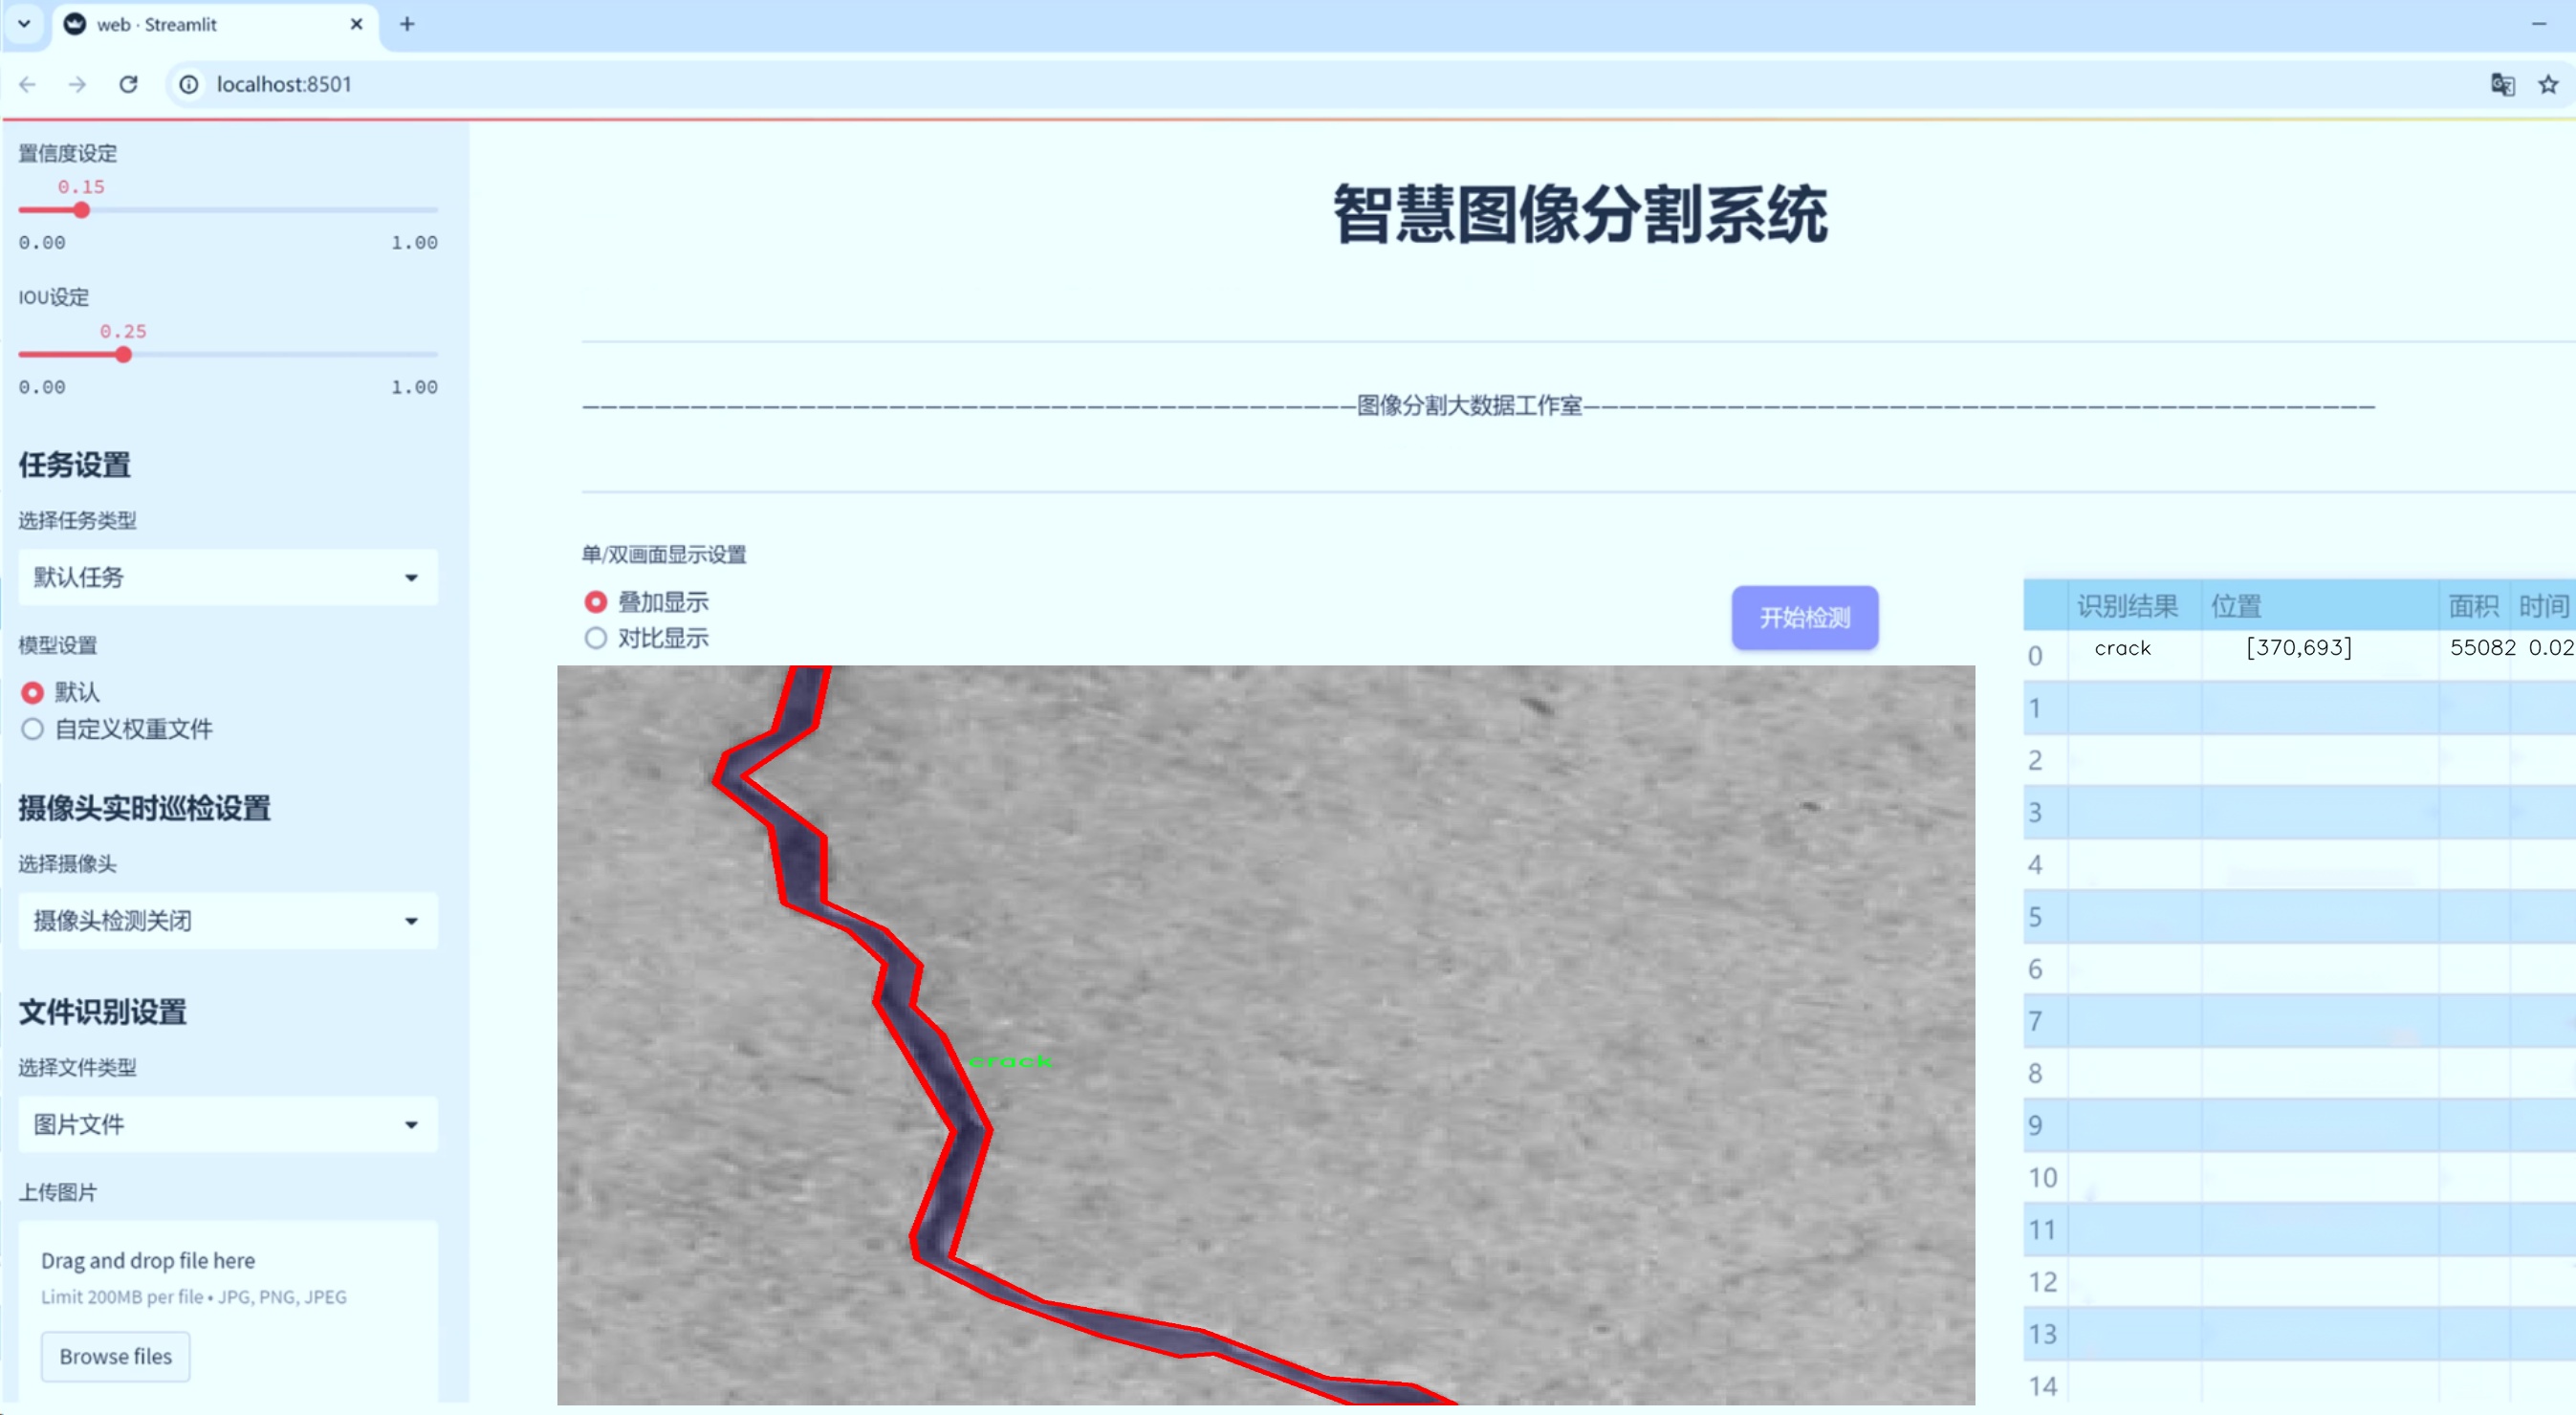 web · Streamlit
localhost:8501
置信度设定
0.15
0.00 1.00
IOU设定
0.25
0.00 1.00
任务设置
选择任务类型
默认任务
模型设置
默认
自定义权重文件
摄像头实时巡检设置
选择摄像头
摄像头检测关闭
文件识别设置
选择文件类型
图片文件
上传图片
Drag and drop file here
Limit 200MB per file • JPG, PNG, JPEG
Browse files
智慧图像分割系统
图像分割大数据工作室
单/双画面显示设置
叠加显示
对比显示
开始检测
crack
识别结果 位置 面积 时间
0 crack [370,693] 55082 0.02
1
2
3
4
5
6
7
8
9
10
11
12
13
14